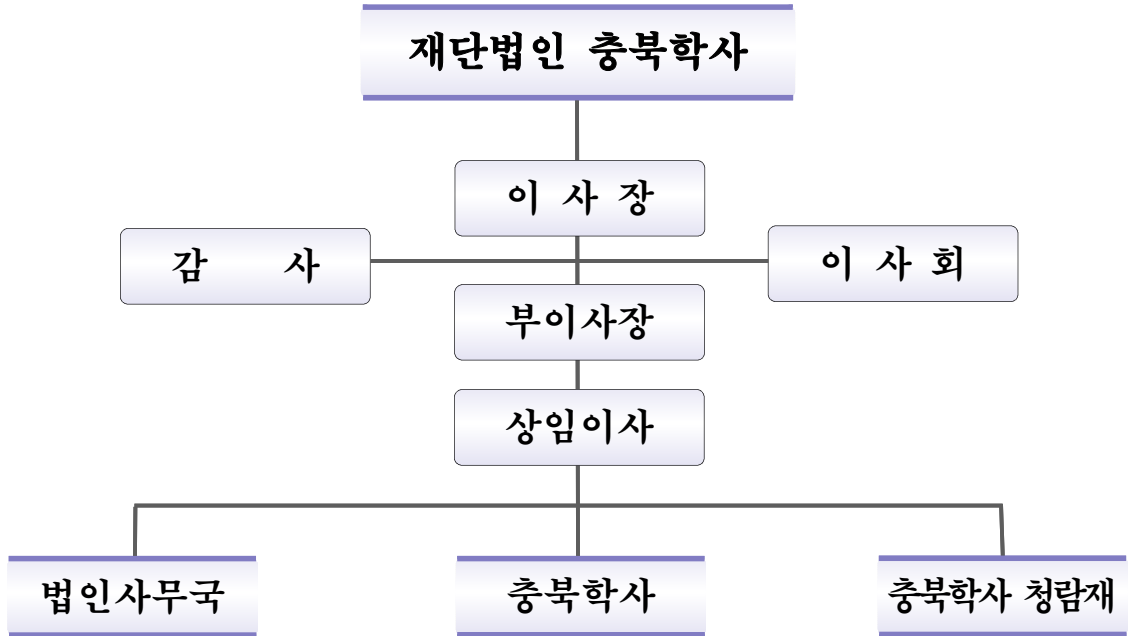 재단법인 충북학사
이 사 장
감 사
이 사 회
부이사장
상임이사
법인사무국
충북학사
충북학사 청람재